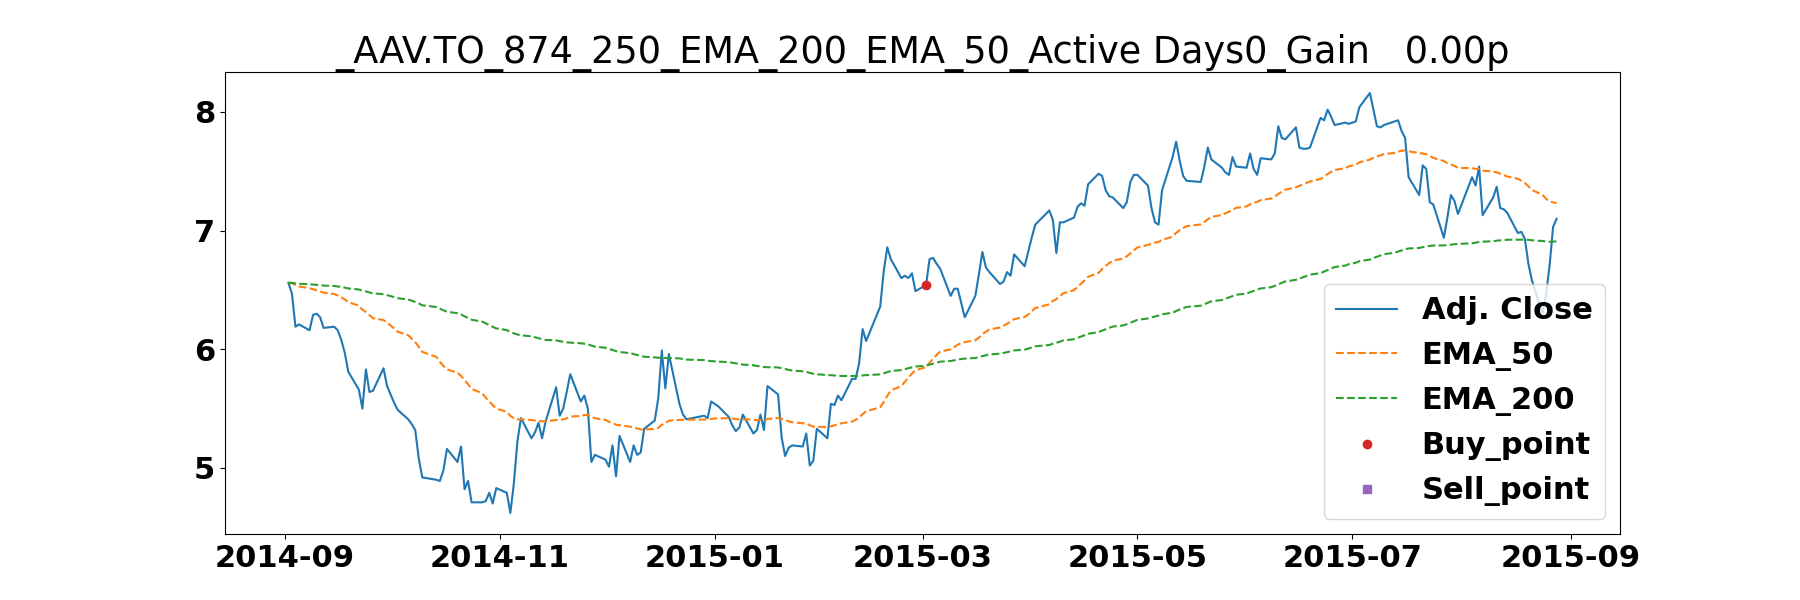 _AAV.TO_874_250_EMA_200_EMA_50_Active Days0_Gain   0.00p
8
7
6
5
Adj. Close
EMA_50
EMA_200
Buy_point
Sell_point
2014-09 2014-11 2015-01 2015-03 2015-05 2015-07 2015-09